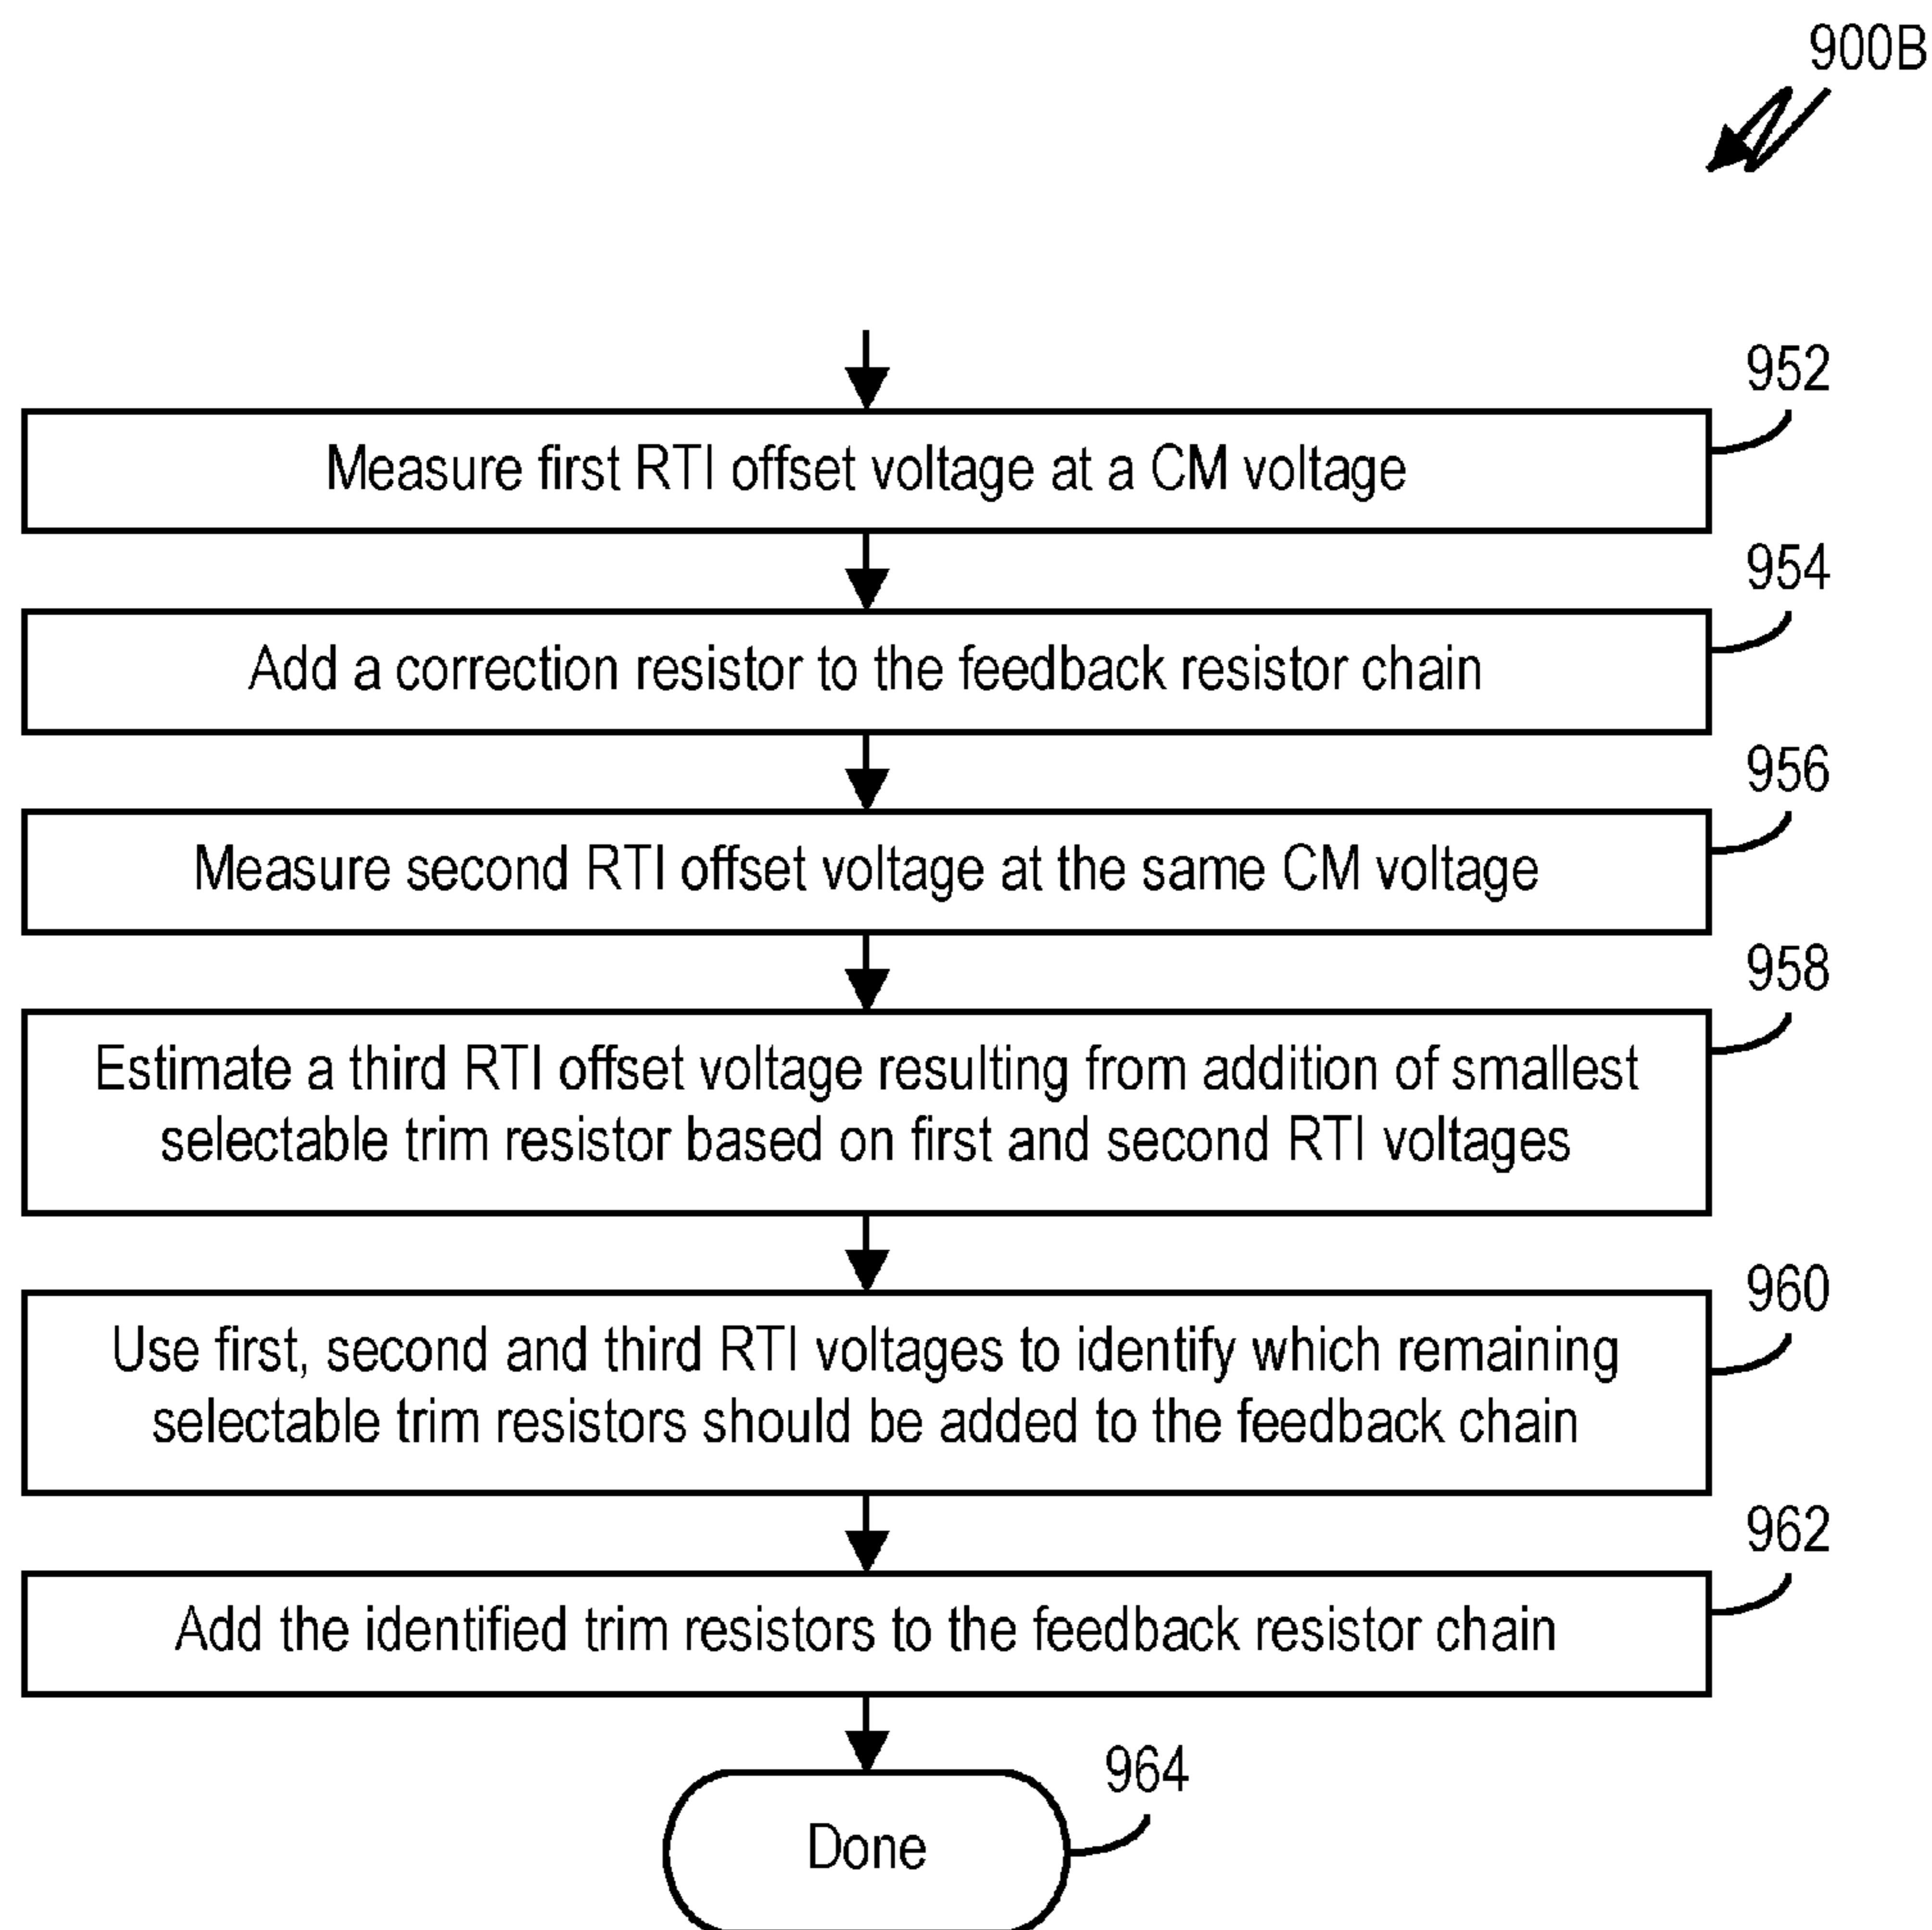 900B
952
Measure first RTI offset voltage at a CM voltage
954
Add a correction resistor to the feedback resistor chain
956
Measure second RTI offset voltage at the same CM voltage
958
Estimate a third RTI offset voltage resulting from addition of smallest
selectable trim resistor based on first and second RTI voltages
960
Use first, second and third RTI voltages to identify which remaining
selectable trim resistors should be added to the feedback chain
962
Add the identified trim resistors to the feedback resistor chain
964
Done